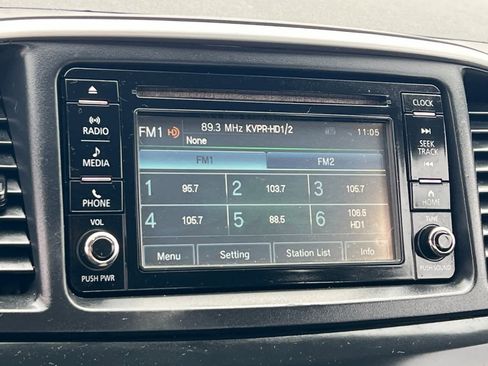 CLOCK
RADIO
MEDIA
PHONE
VOL
PUSH PWR
FM1 HD 89.3 MHz KVPR-HD1/2 11:05
None
FM1 FM2
1 95.7 2 103.7 3 105.7
4 105.7 5 88.5 6 106.5 HD1
Menu Setting Station List Info
SEEK
TRACK
HOME
TUNE
PUSH SOUND